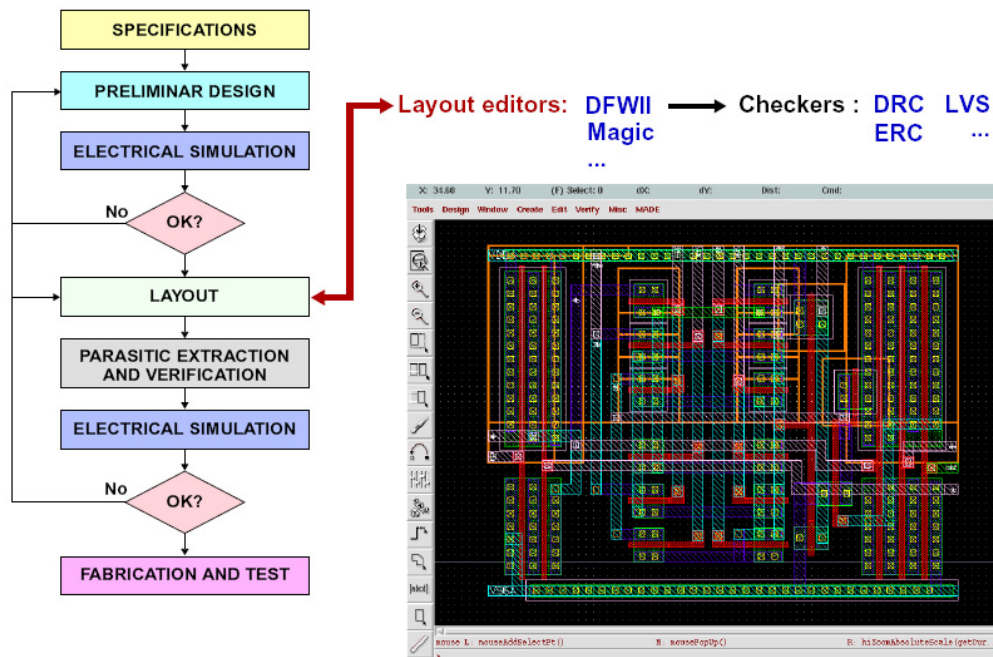 SPECIFICATIONS
PRELIMINAR DESIGN
ELECTRICAL SIMULATION
No
OK?
LAYOUT
PARASITIC EXTRACTION
AND VERIFICATION
ELECTRICAL SIMULATION
No
OK?
FABRICATION AND TEST
Layout editors: DFWII Checkers : DRC LVS
Magic ERC ...
...
X: 34.60 Y: 11.70 (F) Select: 0 dX: dY: Dist: Cmd:
Tools Design Window Create Edit Verify Misc MADE
[abcd]
mouse L: mouseAddSelectPt() M: mousePopUp() R: hiZoomAbsoluteScale(getCur